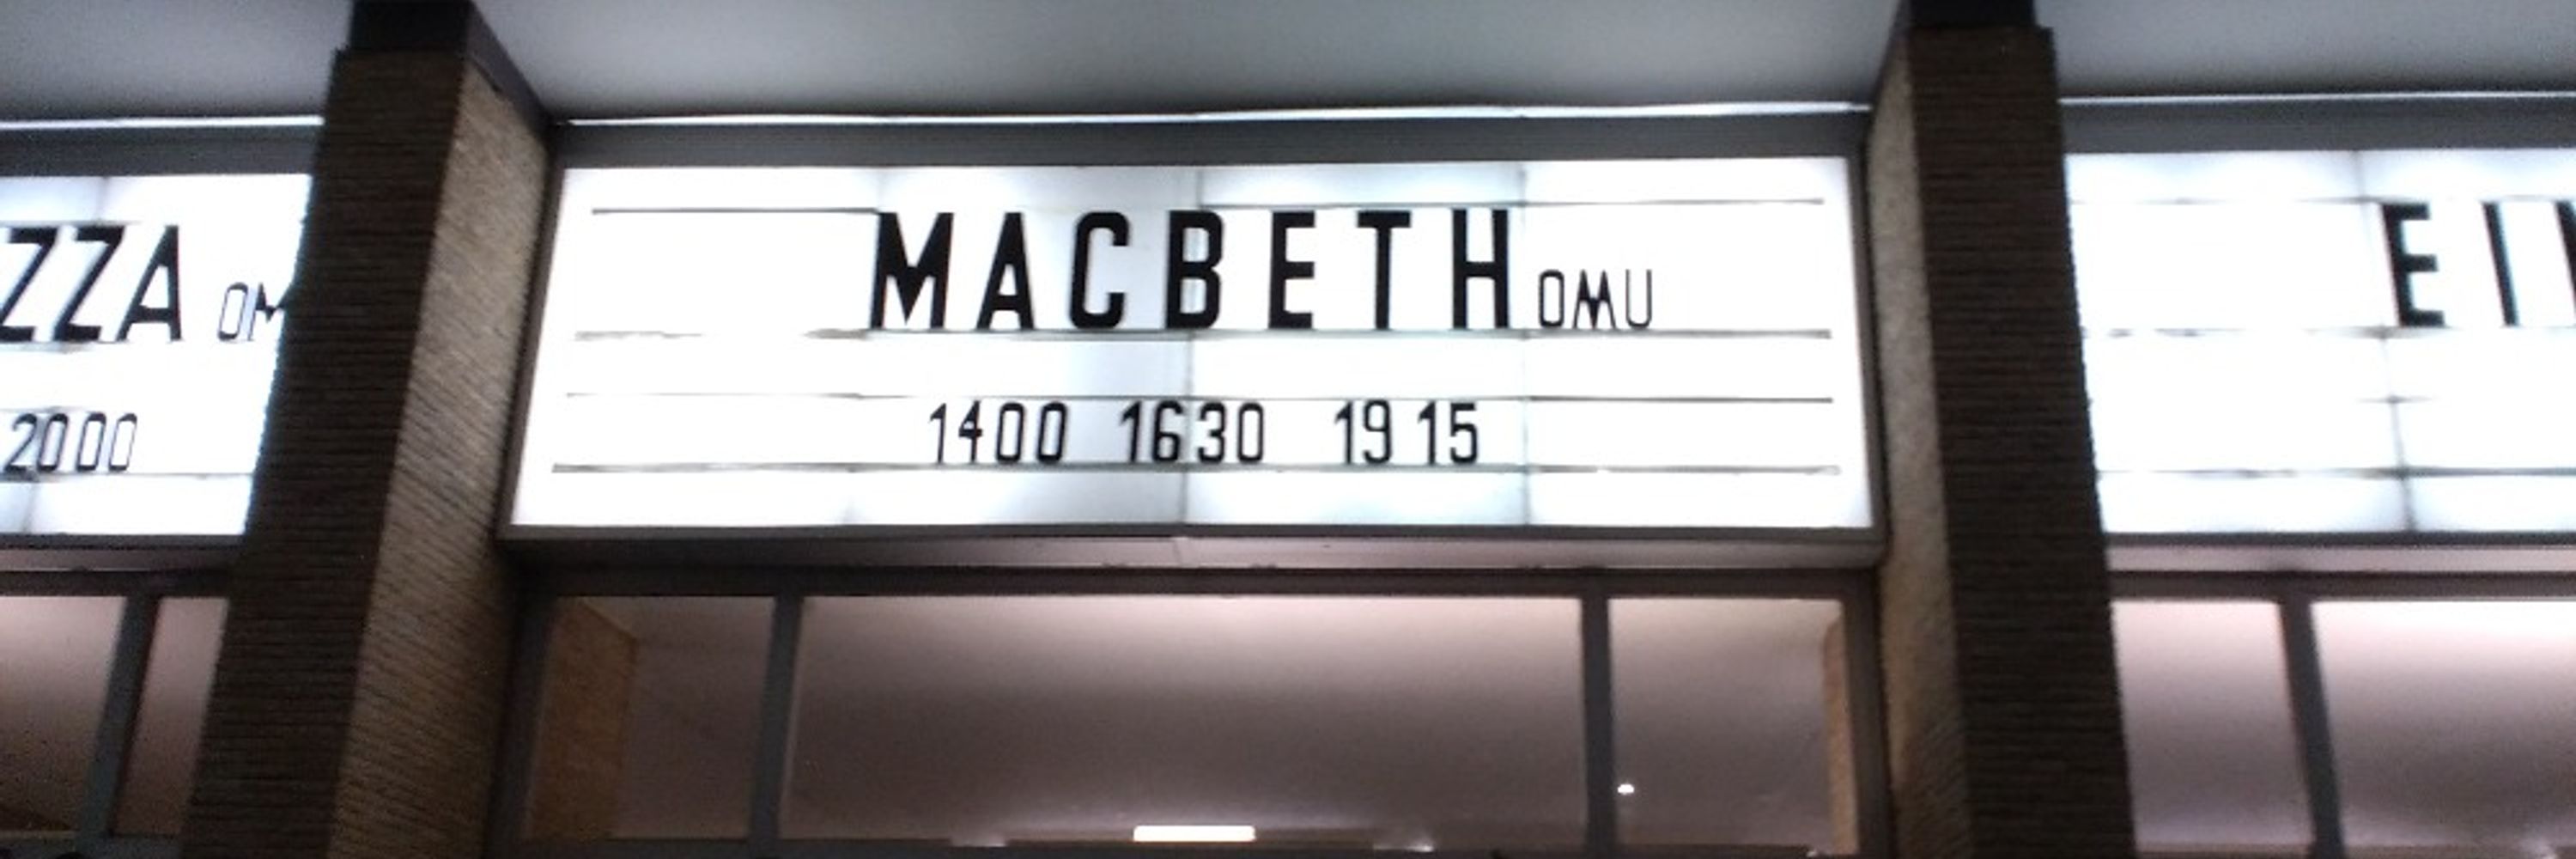 ZZA OM
2000
MACBETH OMU
1400 1630 1915
EI